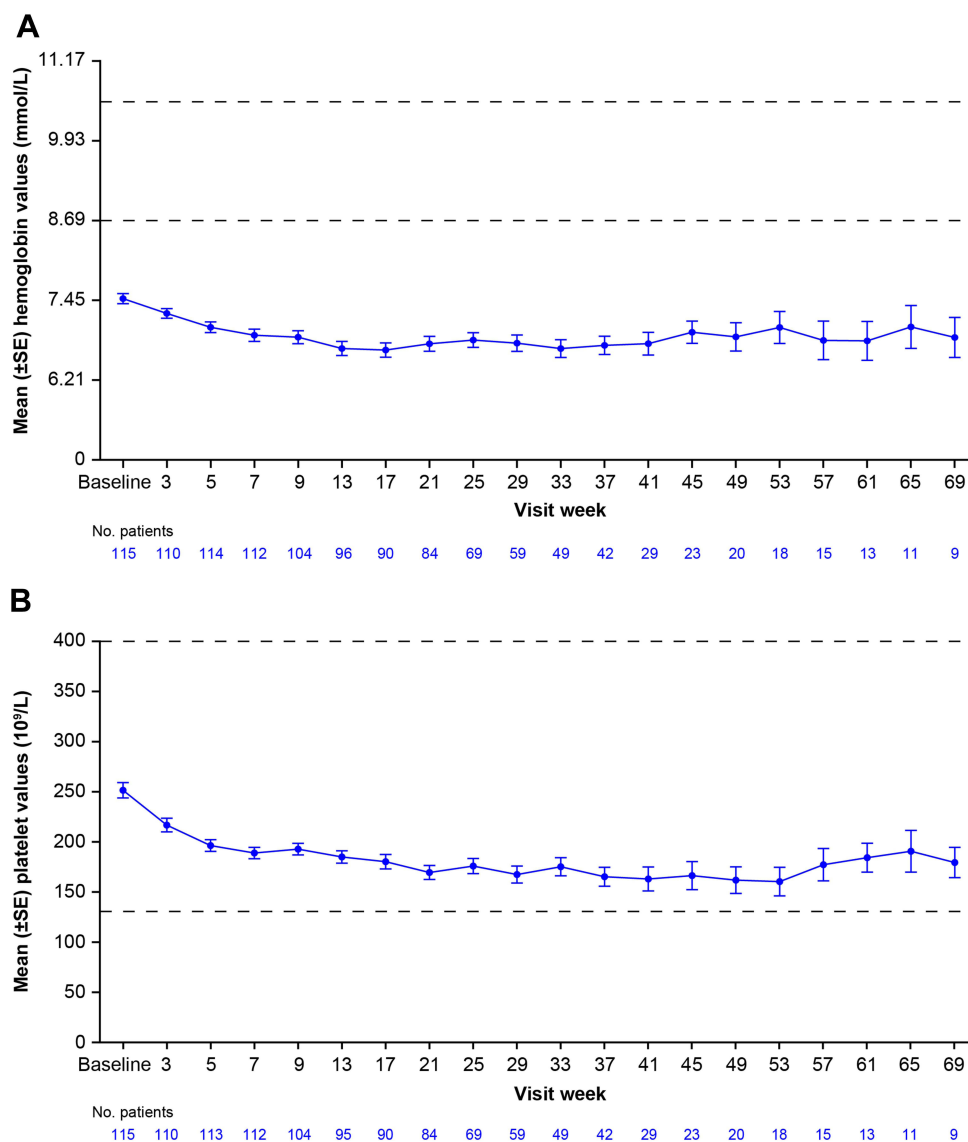 A
Mean (±SE) hemoglobin values (mmol/L)
11.17
9.93
8.69
7.45
6.21
0
Baseline 3 5 7 9 13 17 21 25 29 33 37 41 45 49 53 57 61 65 69
Visit week
No. patients
115 110 114 112 104 96 90 84 69 59 49 42 29 23 20 18 15 13 11 9
B
Mean (±SE) platelet values (10⁹/L)
400
350
300
250
200
150
100
50
0
Baseline 3 5 7 9 13 17 21 25 29 33 37 41 45 49 53 57 61 65 69
Visit week
No. patients
115 110 113 112 104 95 90 84 69 59 49 42 29 23 20 18 15 13 11 9